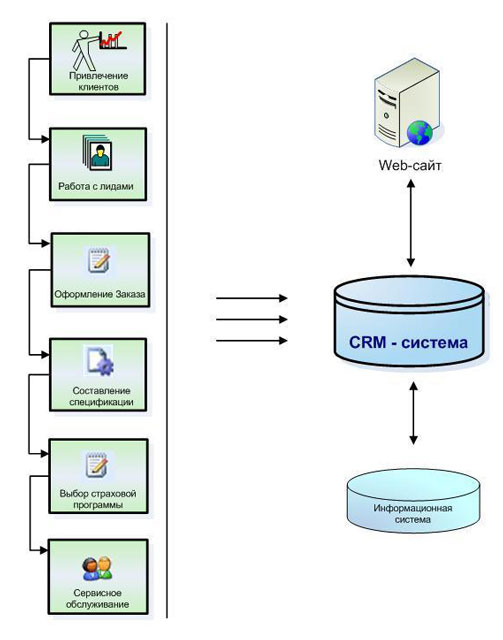 Привлечение
клиентов
Работа с лидами
Оформление Заказа
Составление
спецификации
Выбор страховой
программы
Сервисное
обслуживание
Web-сайт
CRM - система
Информационная
система